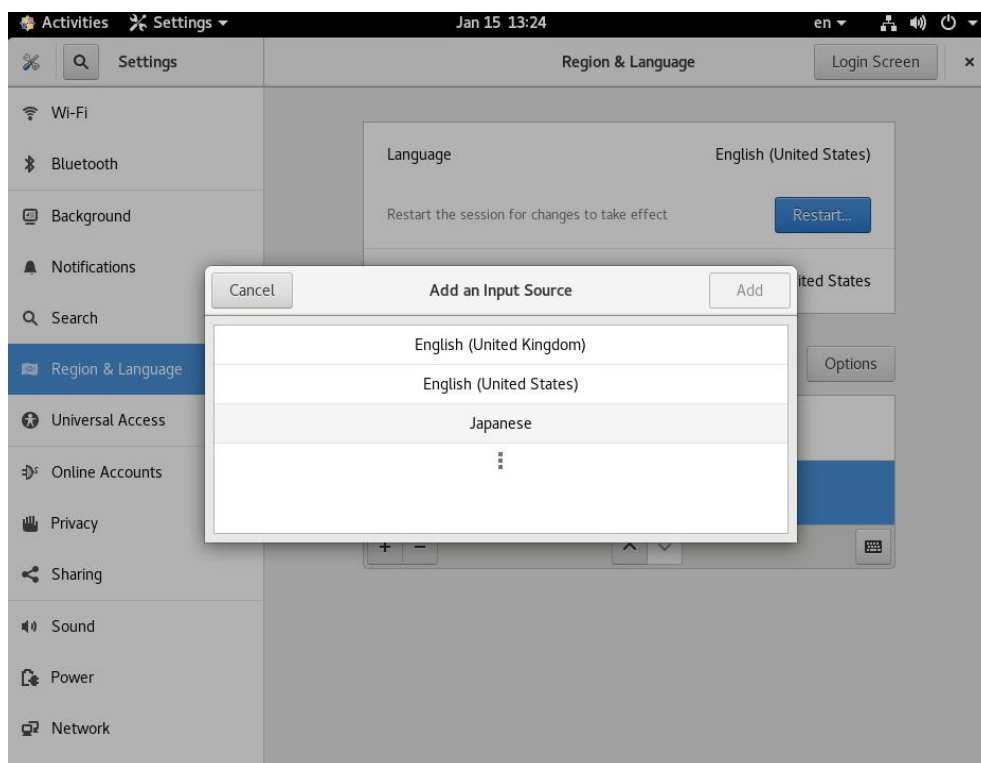 Activities Settings Jan 15 13:24 en
Settings Region & Language Login Screen
Wi-Fi
Bluetooth
Background
Notifications
Search
Region & Language
Universal Access
Online Accounts
Privacy
Sharing
Sound
Power
Network
Language English (United States)
Restart the session for changes to take effect Restart...
ited States
Options
Cancel Add an Input Source Add
English (United Kingdom)
English (United States)
Japanese